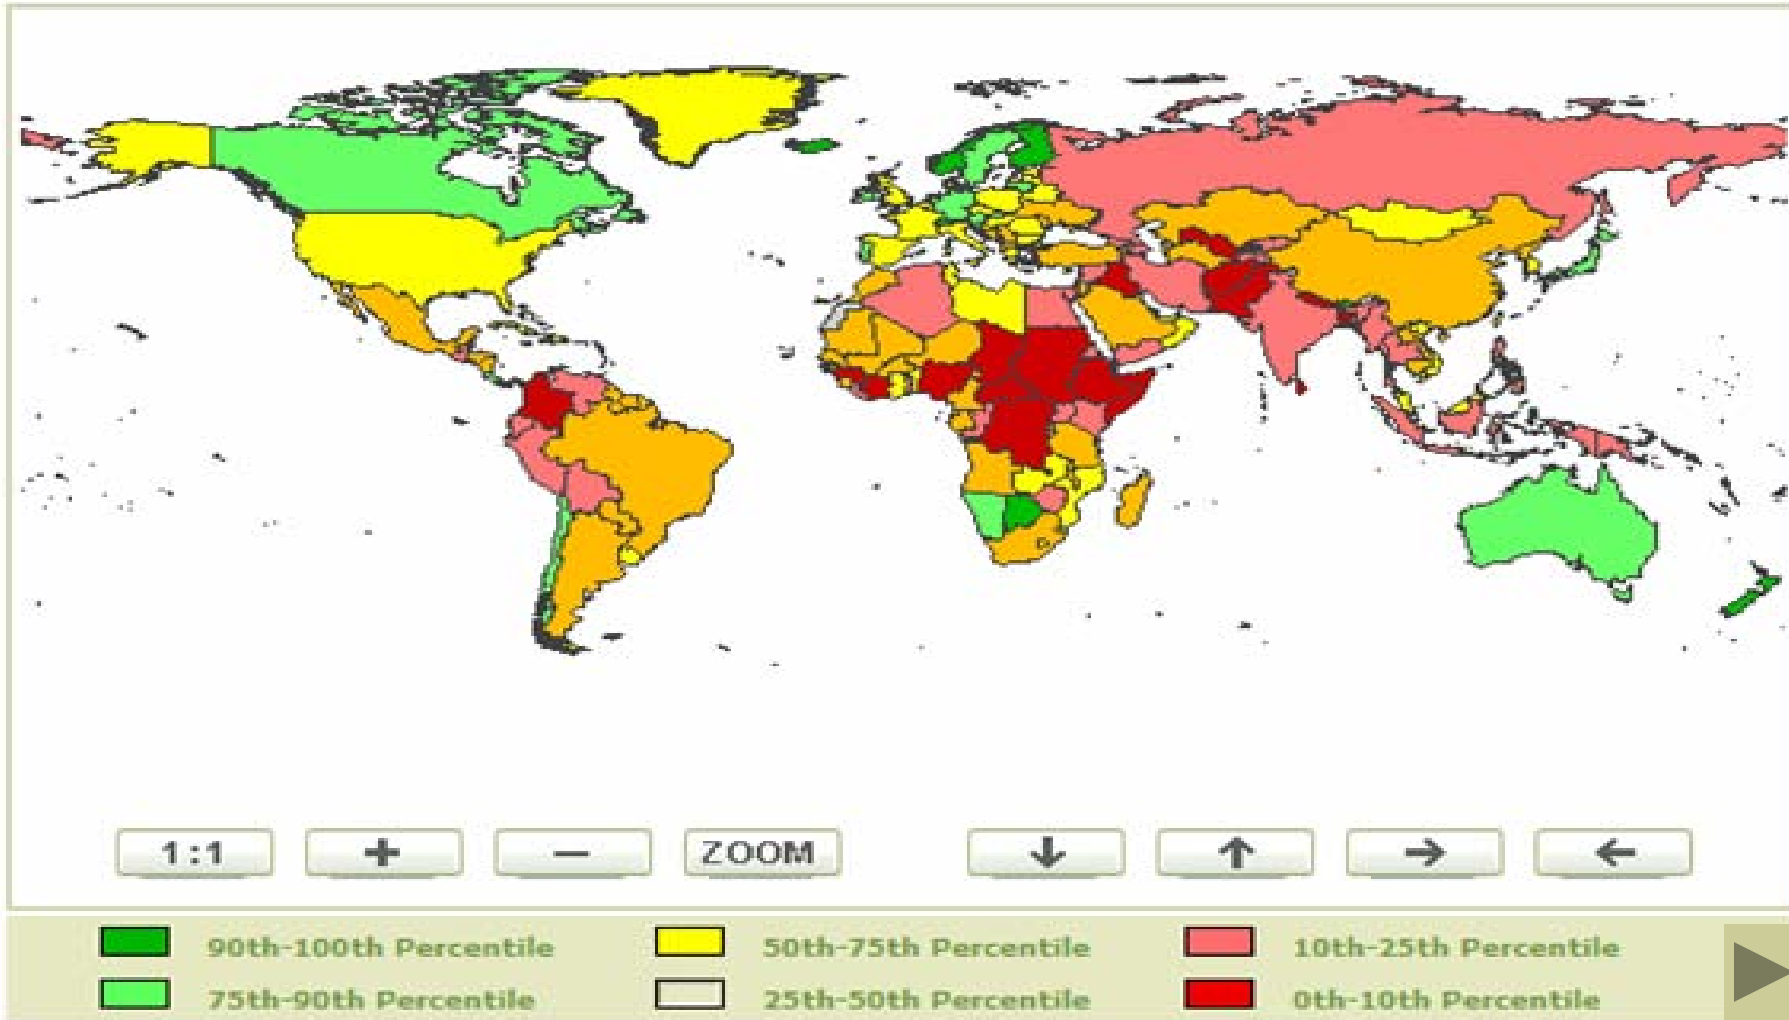 1:1 + − ZOOM ↓ ↑ → ←
90th-100th Percentile 50th-75th Percentile 10th-25th Percentile
75th-90th Percentile 25th-50th Percentile 0th-10th Percentile